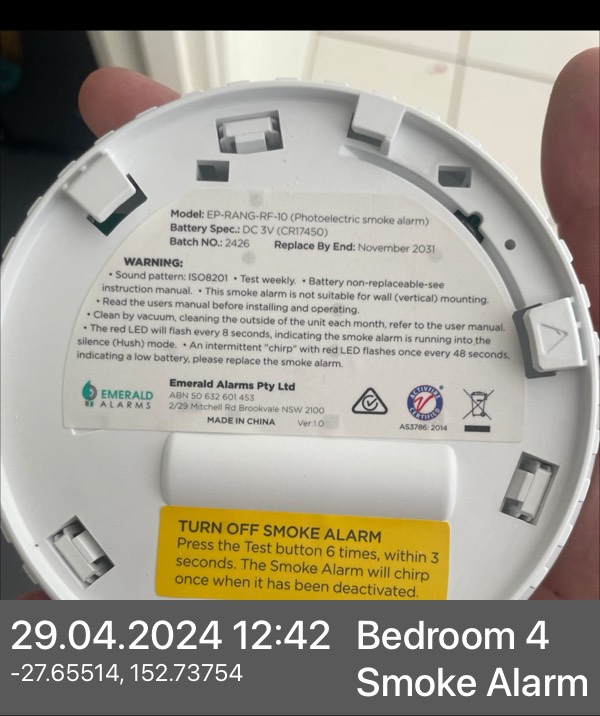 Model: EP-RANG-RF-10 (Photoelectric smoke alarm)
Battery Spec.: DC 3V (CR17450)
Batch NO.: 2426 Replace By End: November 2031
WARNING:
• Sound pattern: ISO8201 • Test weekly. • Battery non-replaceable-see
instruction manual. • This smoke alarm is not suitable for wall (vertical) mounting.
• Read the users manual before installing and operating.
• Clean by vacuum, cleaning the outside of the unit each month, refer to the user manual.
• The red LED will flash every 8 seconds, indicating the smoke alarm is running into the
silence (Hush) mode. • An intermittent "chirp" with red LED flashes once every 48 seconds,
indicating a low battery, please replace the smoke alarm.
EMERALD
ALARMS
Emerald Alarms Pty Ltd
ABN 50 632 601 453
2/29 Mitchell Rd Brookvale NSW 2100
MADE IN CHINA Ver:1.0
ACTIVFIRE
CERTIFIED
AS3786: 2014
TURN OFF SMOKE ALARM
Press the Test button 6 times, within 3
seconds. The Smoke Alarm will chirp
once when it has been deactivated.
29.04.2024 12:42
-27.65514, 152.73754
Bedroom 4
Smoke Alarm